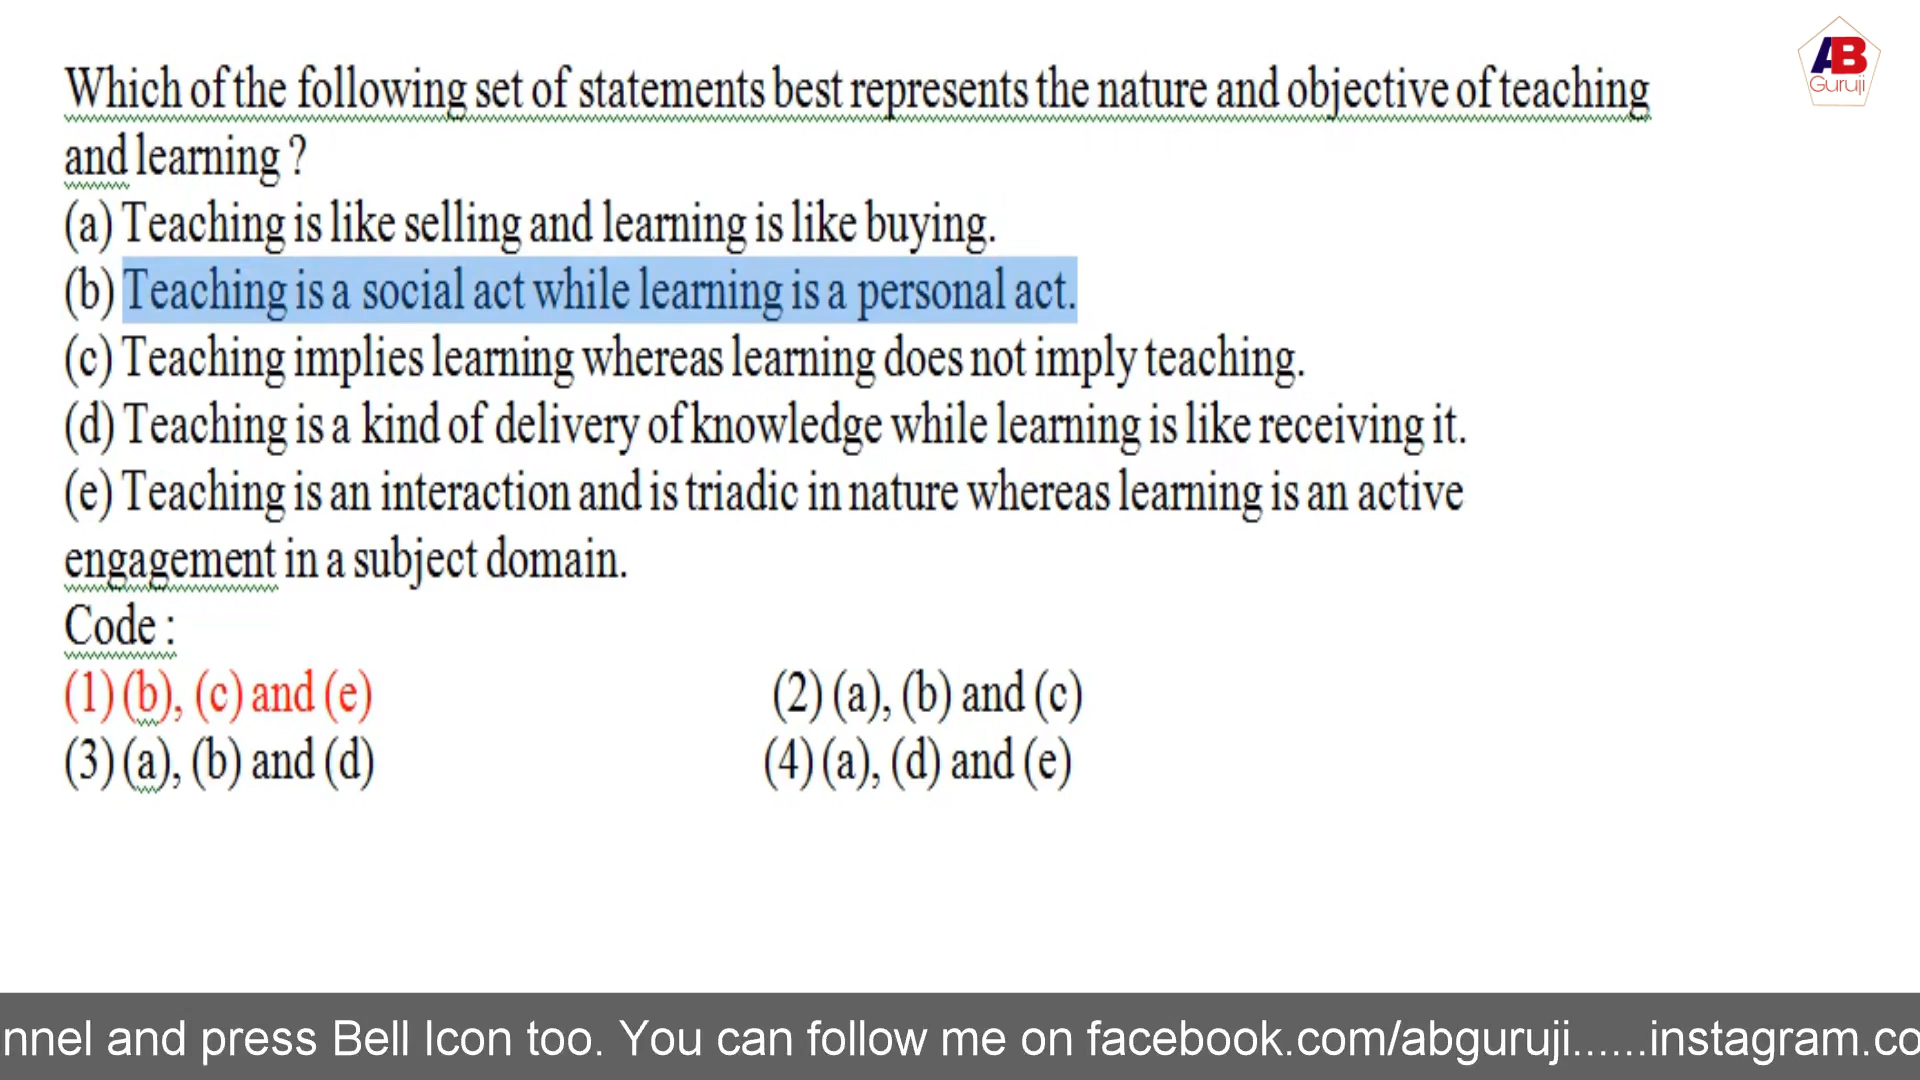 AB
Guruji
Which of the following set of statements best represents the nature and objective of teaching
and learning ?
(a) Teaching is like selling and learning is like buying.
(b) Teaching is a social act while learning is a personal act.
(c) Teaching implies learning whereas learning does not imply teaching.
(d) Teaching is a kind of delivery of knowledge while learning is like receiving it.
(e) Teaching is an interaction and is triadic in nature whereas learning is an active
engagement in a subject domain.
Code :
(1) (b), (c) and (e) (2) (a), (b) and (c)
(3) (a), (b) and (d) (4) (a), (d) and (e)
nnel and press Bell Icon too. You can follow me on facebook.com/abguruji......instagram.co